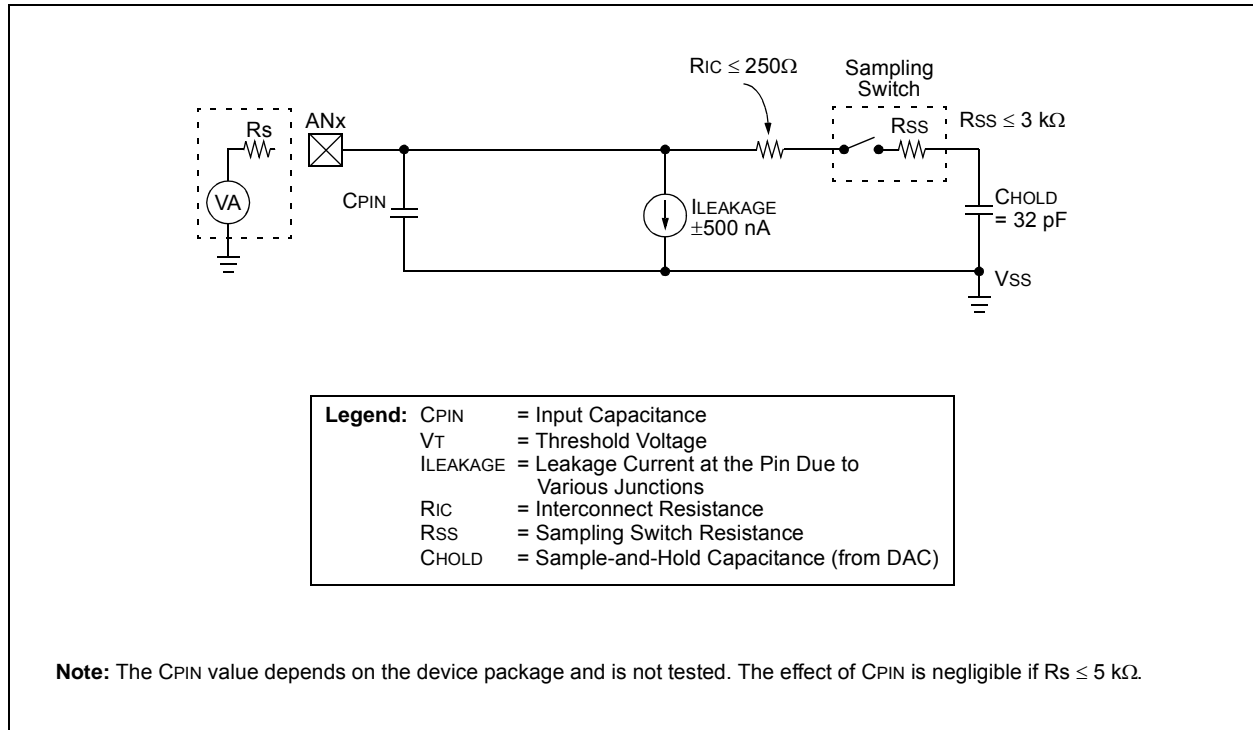 RIC ≤ 250Ω
Sampling
Switch
ANx
Rs
RSS
RSS ≤ 3 kΩ
VA
CPIN
ILEAKAGE
±500 nA
CHOLD
= 32 pF
VSS
Legend: CPIN = Input Capacitance
VT = Threshold Voltage
ILEAKAGE = Leakage Current at the Pin Due to
Various Junctions
RIC = Interconnect Resistance
RSS = Sampling Switch Resistance
CHOLD = Sample-and-Hold Capacitance (from DAC)
Note: The CPIN value depends on the device package and is not tested. The effect of CPIN is negligible if Rs ≤ 5 kΩ.